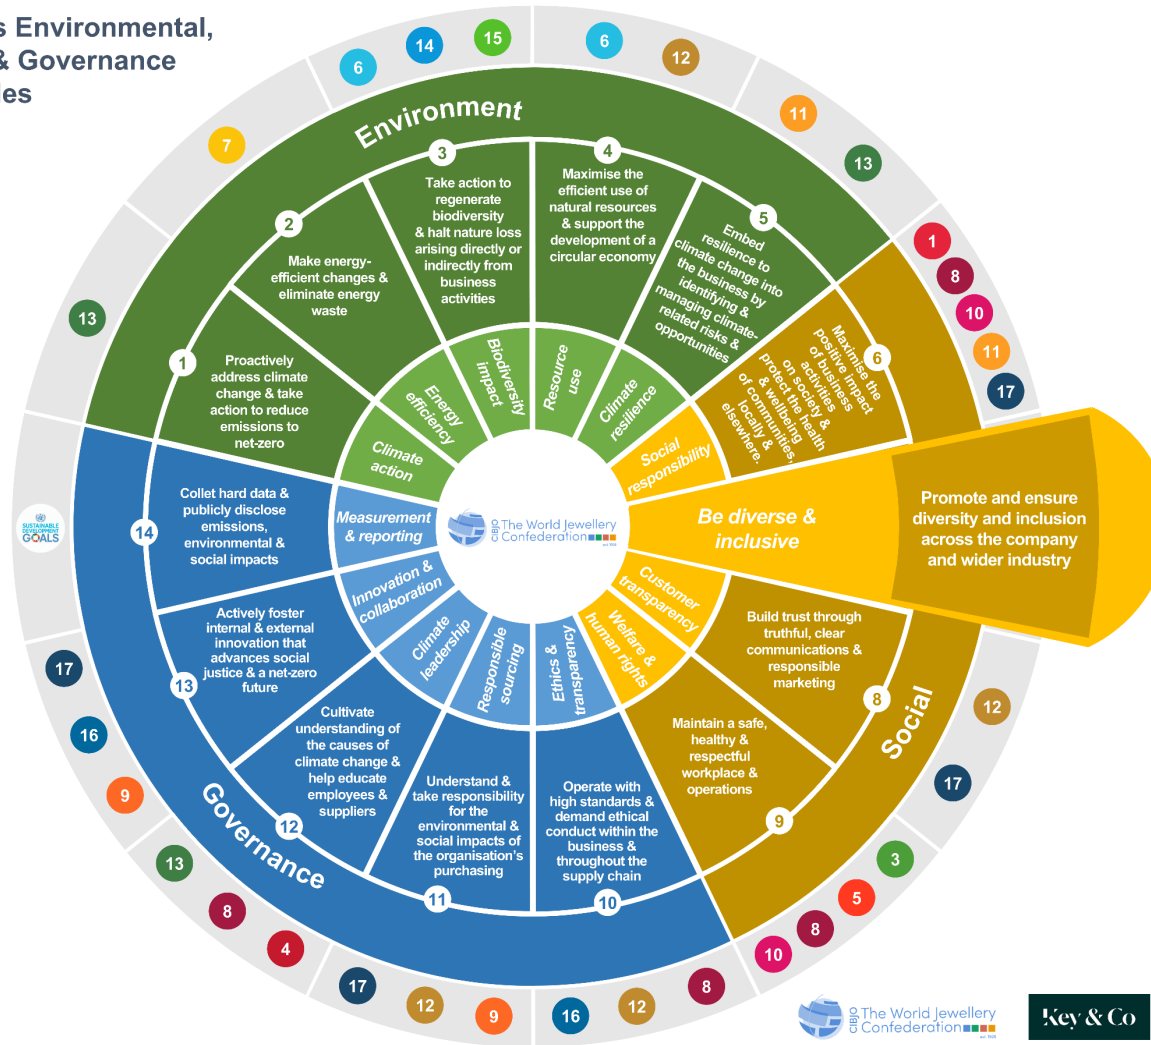 s Environmental,
& Governance
les
Environment
6
14
15
6
12
11
13
7
13
1
8
10
11
17
1
Proactively
address climate
change & take
action to reduce
emissions to
net-zero
Climate
action
2
Make energy-
efficient changes &
eliminate energy
waste
Energy
efficiency
3
Take action to
regenerate
biodiversity
& halt nature loss
arising directly or
indirectly from
business
activities
Biodiversity
impact
4
Maximise the
efficient use of
natural resources
& support the
development of a
circular economy
Resource
use
5
Embed
resilience to
climate change into
the business by
identifying &
managing climate-
related risks &
opportunities
Climate
resilience
6
Maximise the
positive impact
of business
activities
on society &
protect the health
& wellbeing
of communities,
locally &
elsewhere.
Social
responsibility
Be diverse &
inclusive
Promote and ensure
diversity and inclusion
across the company
and wider industry
Social
8
Build trust through
truthful, clear
communications &
responsible
marketing
Customer
transparency
12
17
9
Maintain a safe,
healthy &
respectful
workplace &
operations
Welfare &
human rights
3
5
8
10
Governance
10
Operate with
high standards &
demand ethical
conduct within the
business &
throughout the
supply chain
Ethics &
transparency
8
12
16
11
Understand &
take responsibility
for the
environmental &
social impacts of
the organisation's
purchasing
Responsible
sourcing
9
12
17
12
Cultivate
understanding of
the causes of
climate change &
help educate
employees &
suppliers
Climate
leadership
4
8
13
13
Actively foster
internal & external
innovation that
advances social
justice & a net-zero
future
Innovation &
collaboration
9
16
17
14
Collet hard data &
publicly disclose
emissions,
environmental &
social impacts
Measurement
& reporting
SUSTAINABLE
DEVELOPMENT
GOALS
CIBJO
The World Jewellery
Confederation
CIBJO
The World Jewellery
Confederation
Key & Co